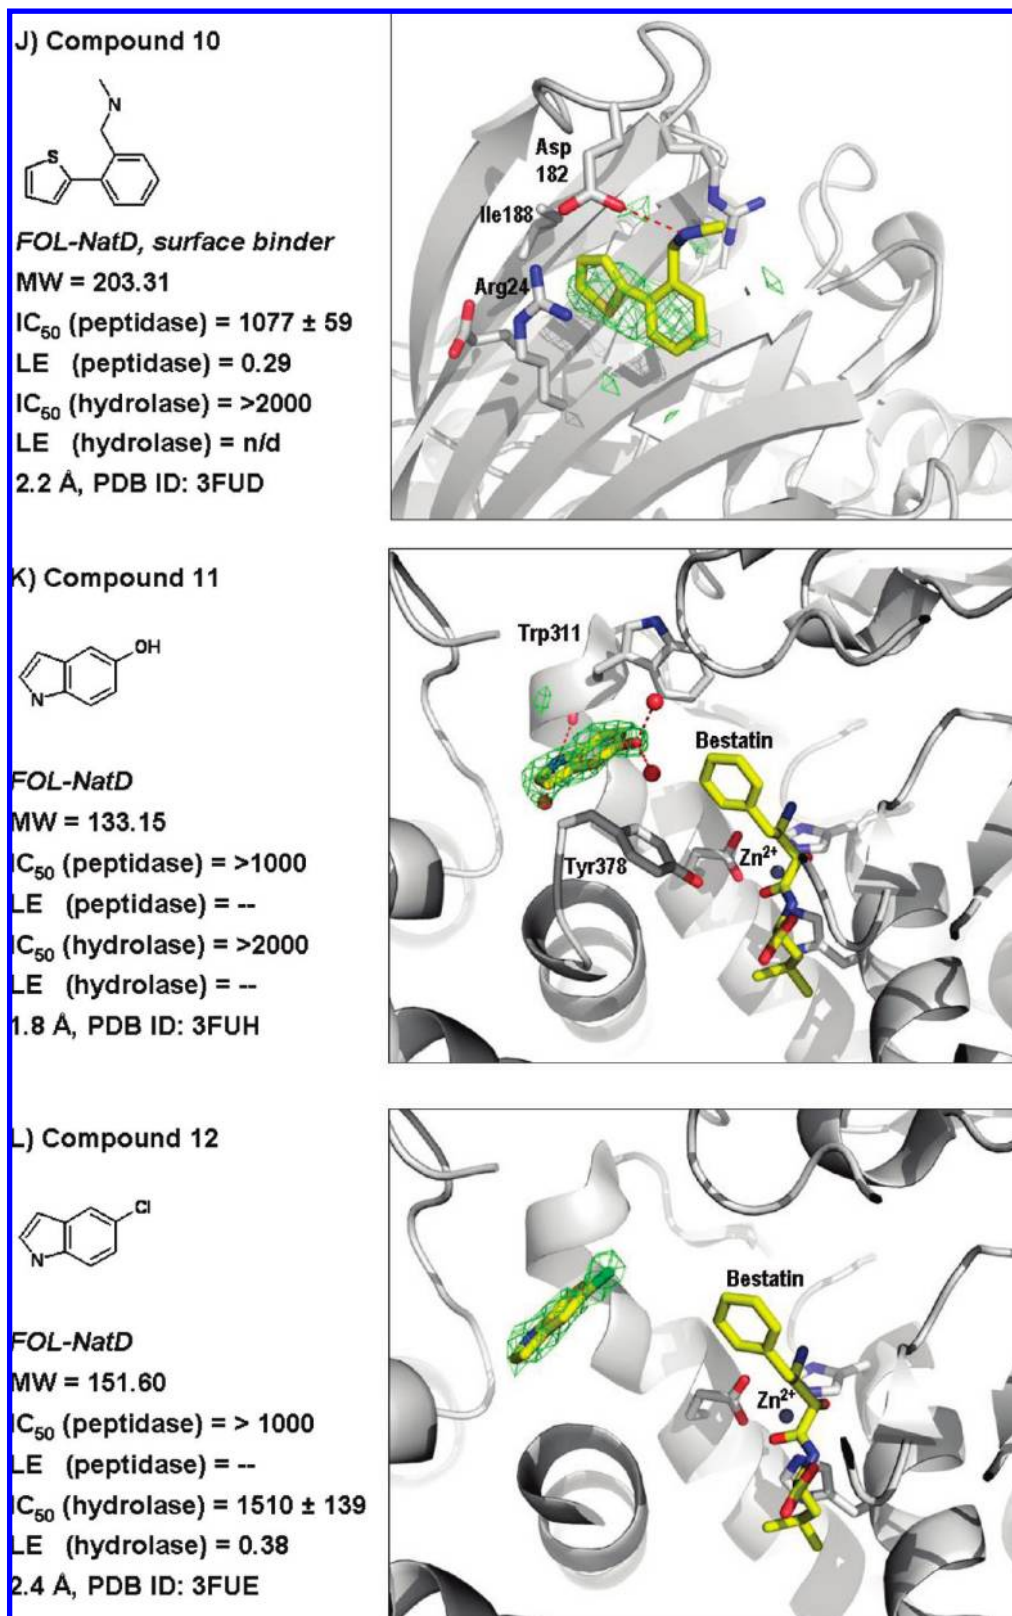 J) Compound 10
N
S
FOL-NatD, surface binder
MW = 203.31
IC50 (peptidase) = 1077 ± 59
LE (peptidase) = 0.29
IC50 (hydrolase) = >2000
LE (hydrolase) = n/d
2.2 Å, PDB ID: 3FUD
Asp
182
Ile188
Arg24
K) Compound 11
OH
N
FOL-NatD
MW = 133.15
IC50 (peptidase) = >1000
LE (peptidase) = --
IC50 (hydrolase) = >2000
LE (hydrolase) = --
1.8 Å, PDB ID: 3FUH
Trp311
Bestatin
Zn2+
Tyr378
L) Compound 12
Cl
N
FOL-NatD
MW = 151.60
IC50 (peptidase) = > 1000
LE (peptidase) = --
IC50 (hydrolase) = 1510 ± 139
LE (hydrolase) = 0.38
2.4 Å, PDB ID: 3FUE
Bestatin
Zn2+